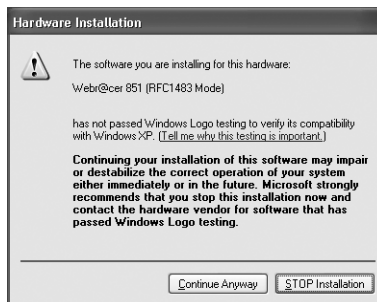 Hardware Installation
The software you are installing for this hardware:
Webr@cer 851 (RFC1483 Mode)
has not passed Windows Logo testing to verify its compatibility
with Windows XP. (Tell me why this testing is important.)
Continuing your installation of this software may impair
or destabilize the correct operation of your system
either immediately or in the future. Microsoft strongly
recommends that you stop this installation now and
contact the hardware vendor for software that has
passed Windows Logo testing.
Continue Anyway
STOP Installation